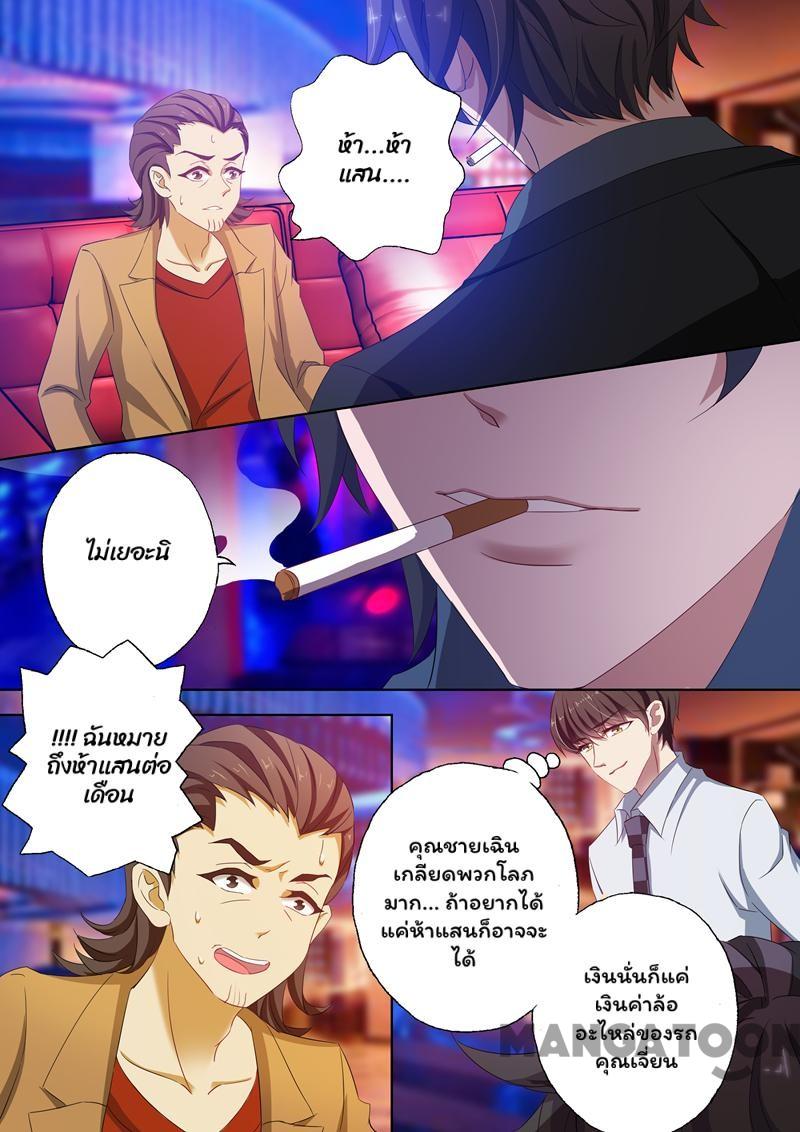 ห้า...ห้า
แสน....
ไม่เยอะนิ
!!!! ฉันหมาย
ถึงห้าแสนต่อ
เดือน
คุณชายเฉิน
เกลียดพวกโลภ
มาก... ถ้าอยากได้
แค่ห้าแสนก็อาจจะ
ได้
เงินนั่นก็แค่
เงินค่าล้อ
อะไหล่ของรถ
คุณเจี่ยน
MANGATOON